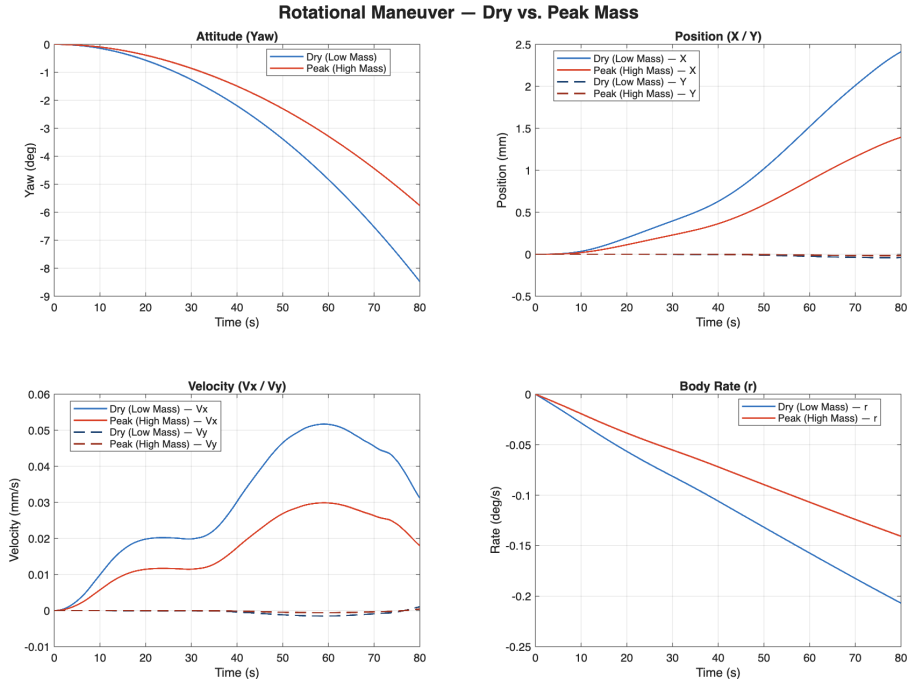 Rotational Maneuver — Dry vs. Peak Mass
Attitude (Yaw)
Dry (Low Mass)
Peak (High Mass)
Yaw (deg)
0
-1
-2
-3
-4
-5
-6
-7
-8
-9
0 10 20 30 40 50 60 70 80
Time (s)
Position (X / Y)
Dry (Low Mass) — X
Peak (High Mass) — X
Dry (Low Mass) — Y
Peak (High Mass) — Y
Position (mm)
2.5
2
1.5
1
0.5
0
-0.5
0 10 20 30 40 50 60 70 80
Time (s)
Velocity (Vx / Vy)
Dry (Low Mass) — Vx
Peak (High Mass) — Vx
Dry (Low Mass) — Vy
Peak (High Mass) — Vy
Velocity (mm/s)
0.06
0.05
0.04
0.03
0.02
0.01
0
-0.01
0 10 20 30 40 50 60 70 80
Time (s)
Body Rate (r)
Dry (Low Mass) — r
Peak (High Mass) — r
Rate (deg/s)
0
-0.05
-0.1
-0.15
-0.2
-0.25
0 10 20 30 40 50 60 70 80
Time (s)